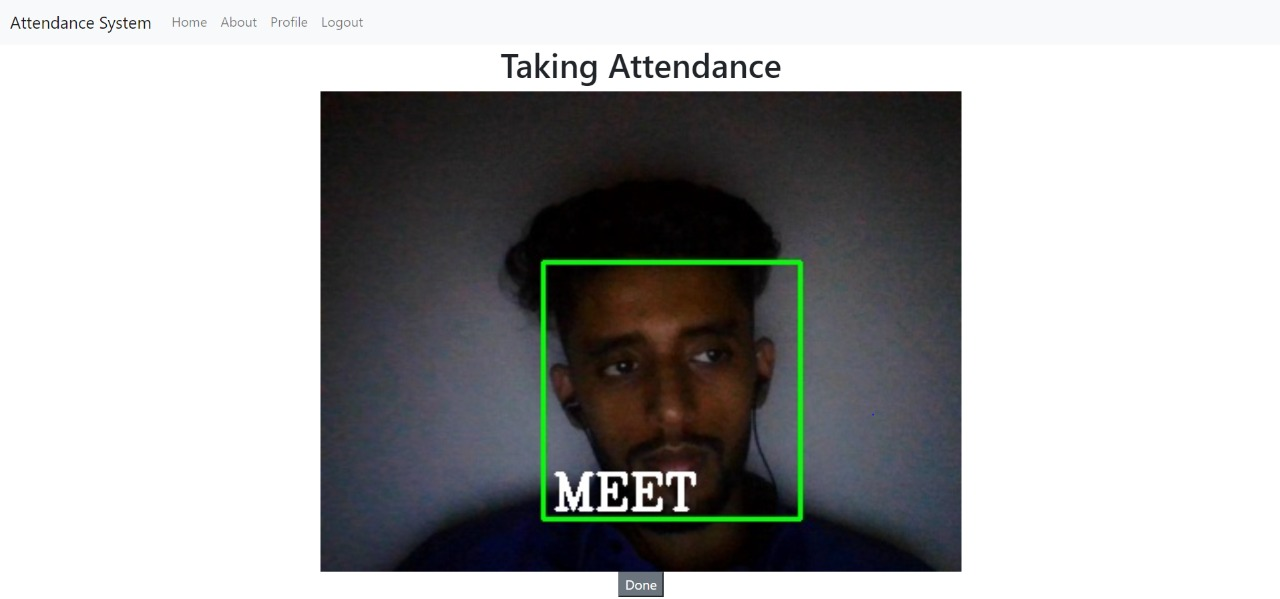 Attendance System Home About Profile Logout
Taking Attendance
MEET
Done